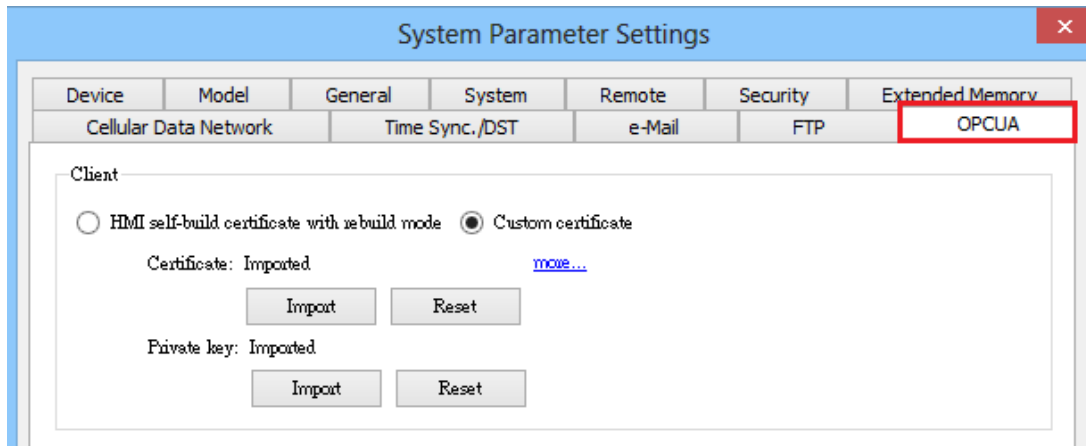 System Parameter Settings
Device Model General System Remote Security Extended Memory
Cellular Data Network Time Sync./DST e-Mail FTP OPCUA
Client
HMI self-build certificate with rebuild mode Custom certificate
Certificate: Imported more...
Import Reset
Private key: Imported
Import Reset